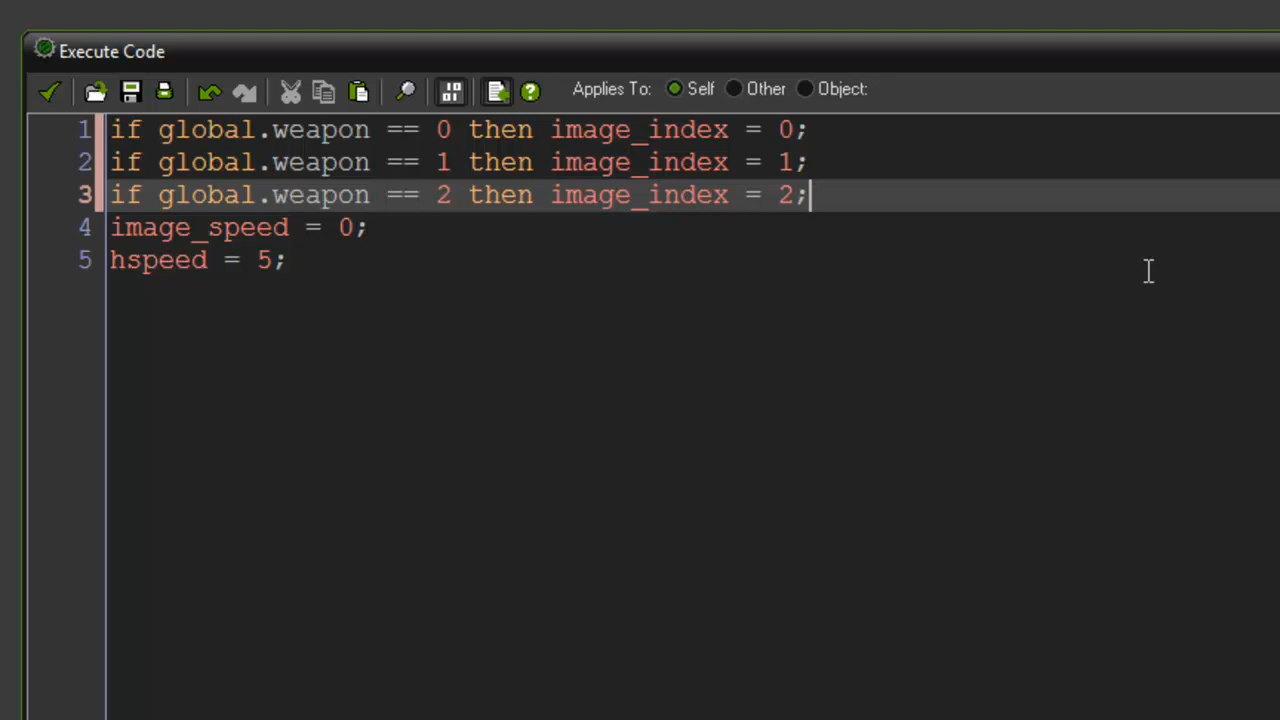 Execute Code
Applies To: Self Other Object:
1 if global.weapon == 0 then image_index = 0;
2 if global.weapon == 1 then image_index = 1;
3 if global.weapon == 2 then image_index = 2;
4 image_speed = 0;
5 hspeed = 5;